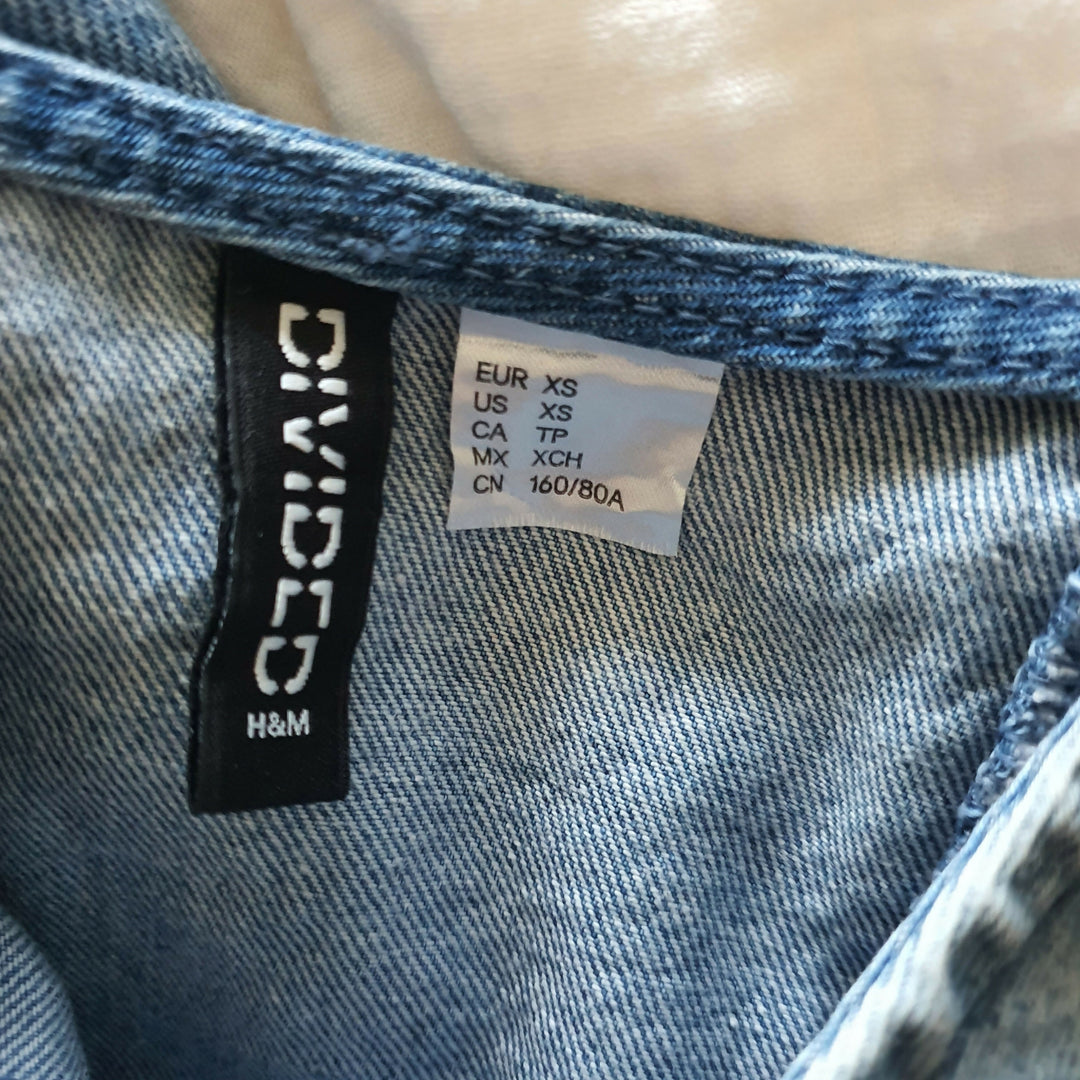 DIVIDED
H&M
EUR XS
US XS
CA TP
MX XCH
CN 160/80A